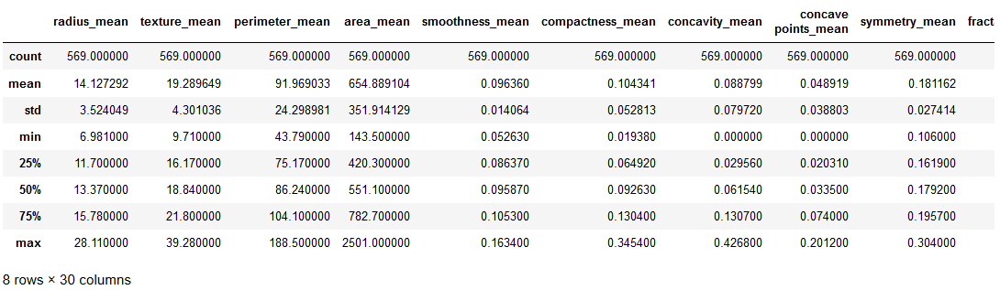 radius_mean texture_mean perimeter_mean area_mean smoothness_mean compactness_mean concavity_mean concave points_mean symmetry_mean fract
count 569.000000 569.000000 569.000000 569.000000 569.000000 569.000000 569.000000 569.000000 569.000000
mean 14.127292 19.289649 91.969033 654.889104 0.096360 0.104341 0.088799 0.048919 0.181162
std 3.524049 4.301036 24.298981 351.914129 0.014064 0.052813 0.079720 0.038803 0.027414
min 6.981000 9.710000 43.790000 143.500000 0.052630 0.019380 0.000000 0.000000 0.106000
25% 11.700000 16.170000 75.170000 420.300000 0.086370 0.064920 0.029560 0.020310 0.161900
50% 13.370000 18.840000 86.240000 551.100000 0.095870 0.092630 0.061540 0.033500 0.179200
75% 15.780000 21.800000 104.100000 782.700000 0.105300 0.130400 0.130700 0.074000 0.195700
max 28.110000 39.280000 188.500000 2501.000000 0.163400 0.345400 0.426800 0.201200 0.304000
8 rows × 30 columns